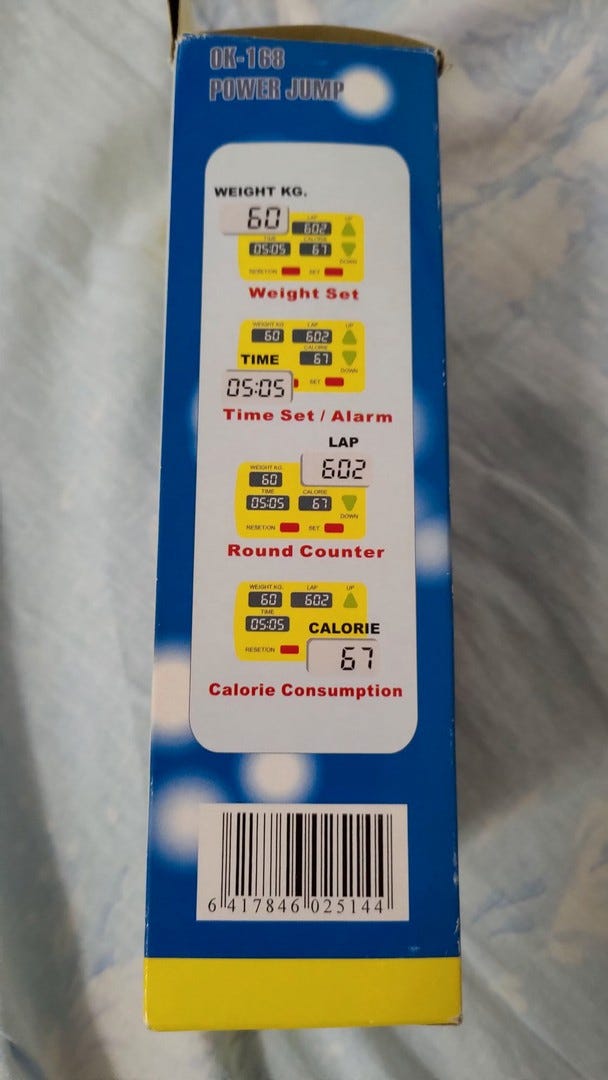 OK-168
POWER JUMP
WEIGHT KG.
60
LAP UP
602
TIME CALORIE
05:05 67
DOWN
RESET/ON SET
Weight Set
WEIGHT KG. LAP UP
60 602
CALORIE
TIME 67
DOWN
05:05 SET
Time Set / Alarm
LAP
602
WEIGHT KG.
60
TIME CALORIE
05:05 67
DOWN
RESET/ON SET
Round Counter
WEIGHT KG. LAP UP
60 602
TIME
05:05
CALORIE
RESET/ON
67
Calorie Consumption
6 417846 025144